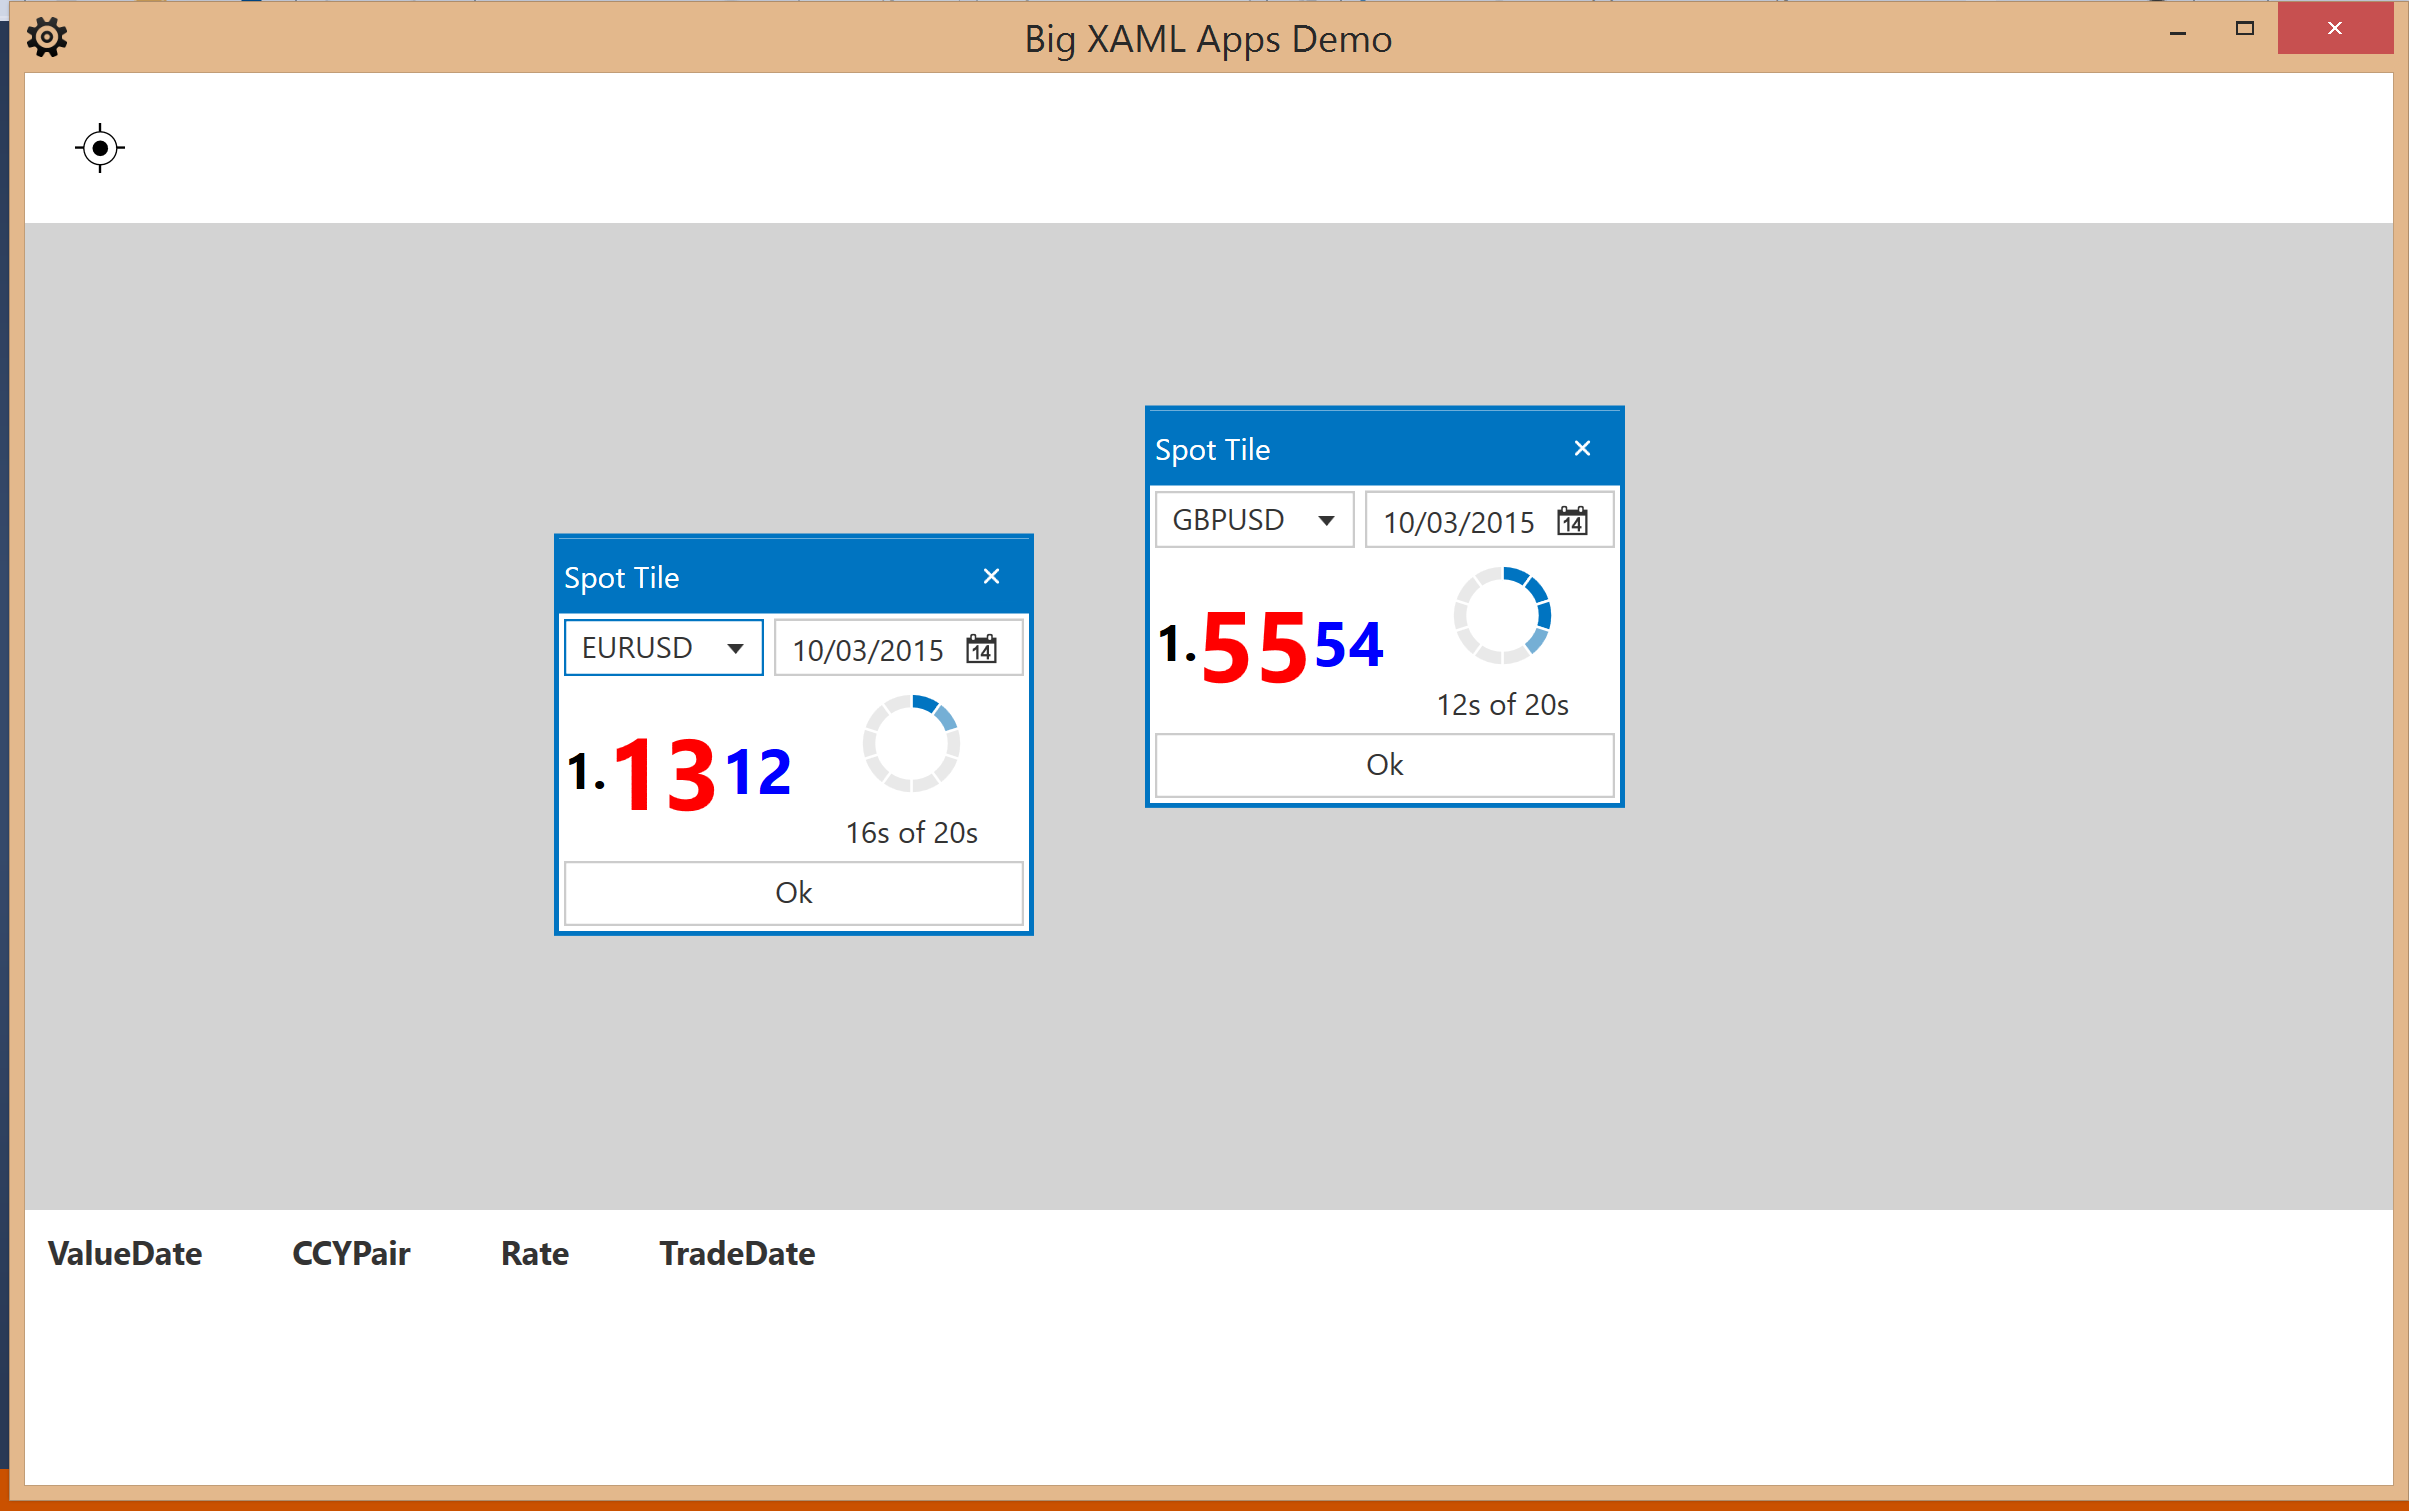 Big XAML Apps Demo
Spot Tile
EURUSD 10/03/2015 14
1.1312
16s of 20s
Ok
Spot Tile
GBPUSD 10/03/2015 14
1.5554
12s of 20s
Ok
ValueDate CCYPair Rate TradeDate